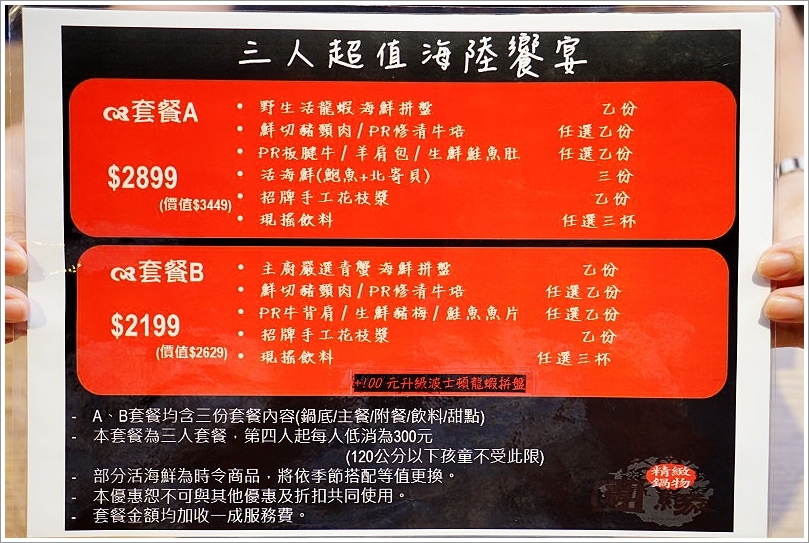 三人超值海陸饗宴
套餐A
$2899
(價值$3449)
• 野生活龍蝦海鮮拼盤 乙份
• 鮮切豬頸肉/PR修清牛培 任選乙份
• PR板腱牛/羊肩包/生鮮鮭魚肚 任選乙份
• 活海鮮(鮑魚+北寄貝) 三份
• 招牌手工花枝漿 乙份
• 現搖飲料 任選三杯
套餐B
$2199
(價值$2629)
• 主廚嚴選青蟹海鮮拼盤 乙份
• 鮮切豬頸肉/PR修清牛培 任選乙份
• PR牛背肩/生鮮豬梅/鮭魚魚片 任選乙份
• 招牌手工花枝漿 乙份
• 現搖飲料 任選三杯
+100 元升級波士頓龍蝦拼盤
- A、B套餐均含三份套餐內容(鍋底/主餐/附餐/飲料/甜點)
- 本套餐為三人套餐，第四人起每人低消為300元
(120公分以下孩童不受此限)
- 部分活海鮮為時令商品，將依季節搭配等值更換。
- 本優惠恕不可與其他優惠及折扣共同使用。
- 套餐金額均加收一成服務費。
精緻
鍋物
緣